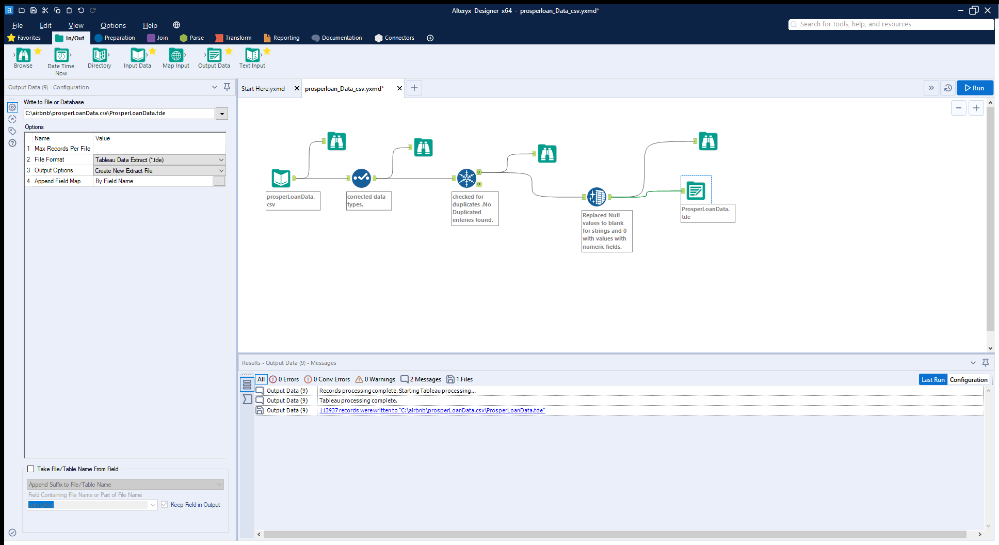 Alteryx Designer x64 - prosperloan_Data_csv.yxmd*
File Edit View Options Help
Search for tools, help, and resources
Favorites In/Out Preparation Join Parse Transform Reporting Documentation Connectors
Browse Date Time Now Directory Input Data Map Input Output Data Text Input
Output Data (9) - Configuration
Write to File or Database
C:\airbnb\prosperLoanData.csv\ProsperLoanData.tde
Options
Name Value
1 Max Records Per File
2 File Format Tableau Data Extract (*.tde)
3 Output Options Create New Extract File
4 Append Field Map By Field Name ...
Take File/Table Name From Field
Append Suffix to File/Table Name
Field Containing File Name or Part of File Name
ListingKey
Keep Field in Output
Start Here.yxmd prosperloan_Data_csv.yxmd*
Run
prosperLoanData.
csv
corrected data
types.
U
D
checked for
duplicates .No
Duplicated
enteries found.
Replaced Null
values to blank
for strings and 0
with values with
numeric fields.
ProsperLoanData.
tde
Results - Output Data (9) - Messages
All 0 Errors 0 Conv Errors 0 Warnings 2 Messages 1 Files
Last Run Configuration
Output Data (9) Records processing complete. Starting Tableau processing...
Output Data (9) Tableau processing complete.
Output Data (9) 113937 records were written to "C:\airbnb\prosperLoanData.csv\ProsperLoanData.tde"